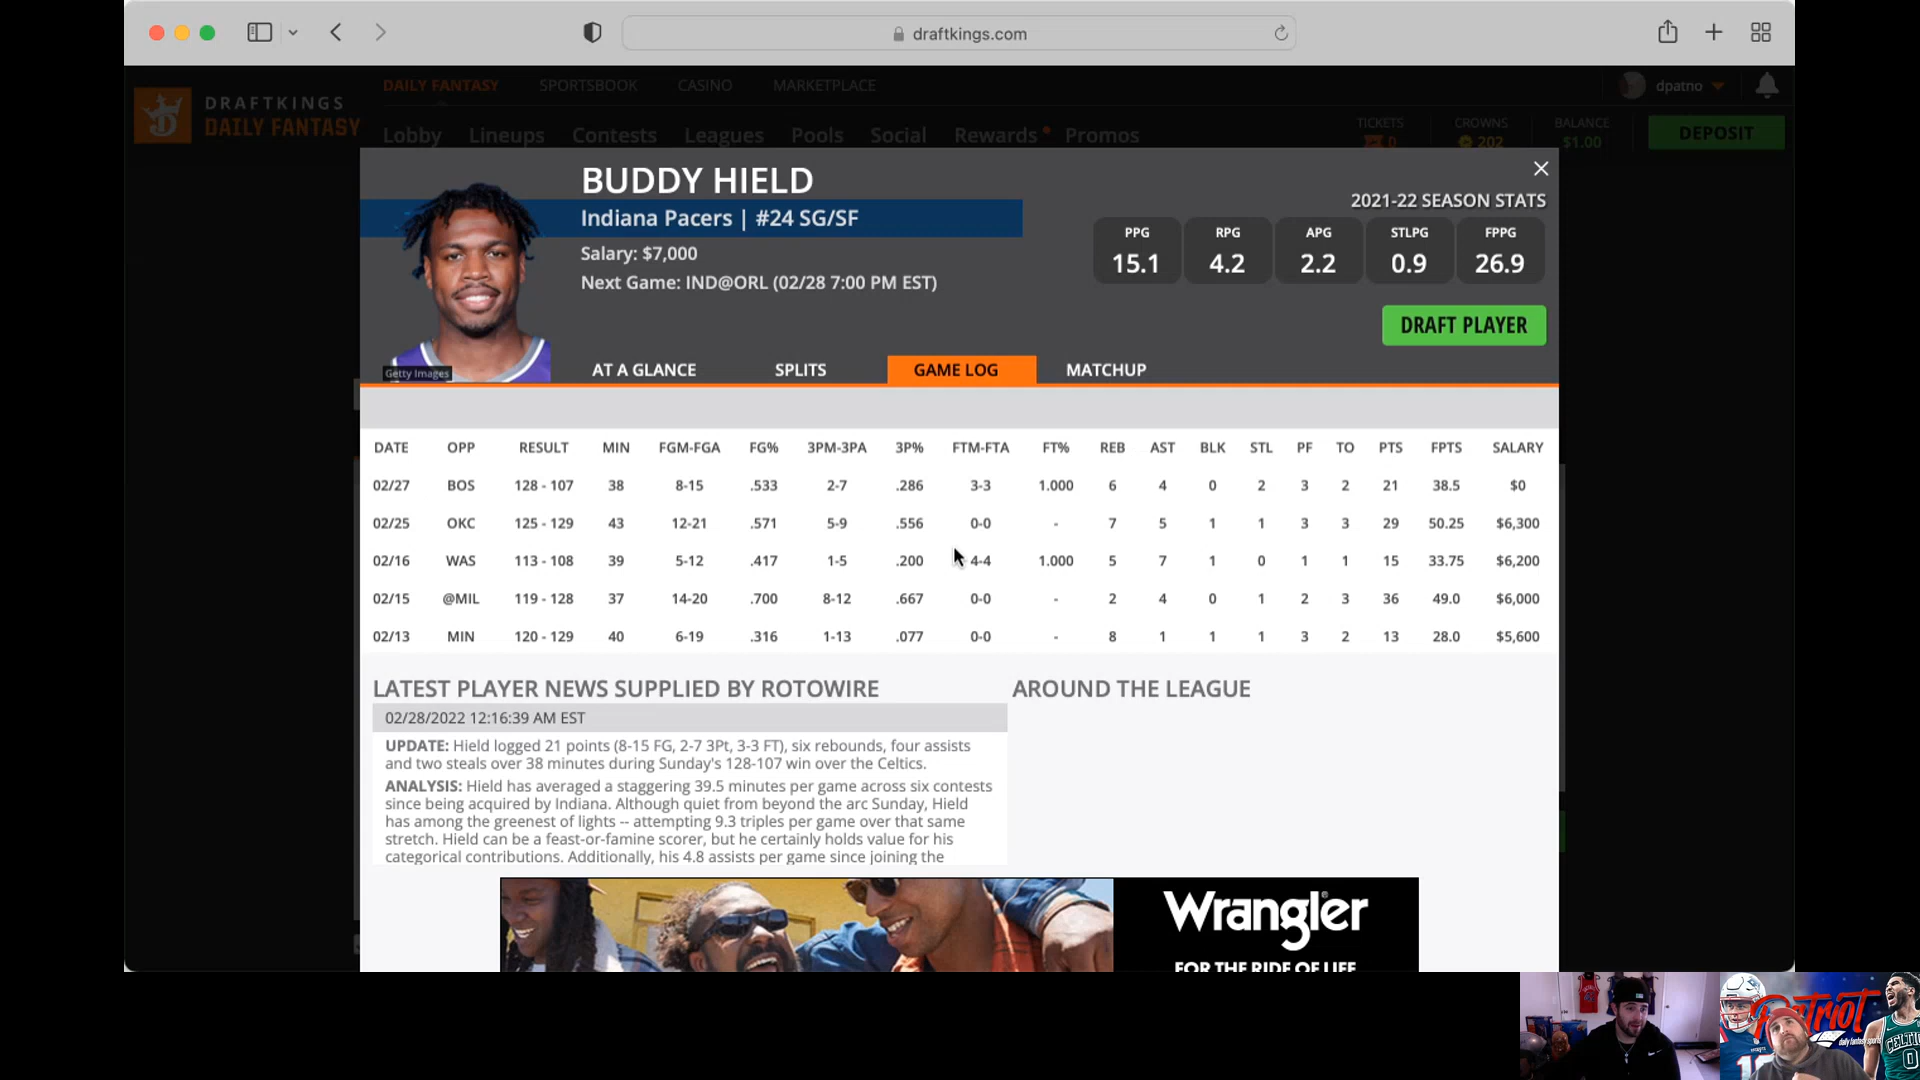 draftkings.com
DRAFTKINGS
DAILY FANTASY
DAILY FANTASY SPORTSBOOK CASINO MARKETPLACE
dpatno
Lobby Lineups Contests Leagues Pools Social Rewards Promos
TICKETS CROWNS BALANCE
0 202 $1.00
DEPOSIT
BUDDY HIELD
Indiana Pacers | #24 SG/SF
Salary: $7,000
Next Game: IND@ORL (02/28 7:00 PM EST)
2021-22 SEASON STATS
PPG RPG APG STLPG FPPG
15.1 4.2 2.2 0.9 26.9
DRAFT PLAYER
Getty Images
AT A GLANCE SPLITS GAME LOG MATCHUP
DATE OPP RESULT MIN FGM-FGA FG% 3PM-3PA 3P% FTM-FTA FT% REB AST BLK STL PF TO PTS FPTS SALARY
02/27 BOS 128 - 107 38 8-15 .533 2-7 .286 3-3 1.000 6 4 0 2 3 2 21 38.5 $0
02/25 OKC 125 - 129 43 12-21 .571 5-9 .556 0-0 - 7 5 1 1 3 3 29 50.25 $6,300
02/16 WAS 113 - 108 39 5-12 .417 1-5 .200 4-4 1.000 5 7 1 0 1 1 15 33.75 $6,200
02/15 @MIL 119 - 128 37 14-20 .700 8-12 .667 0-0 - 2 4 0 1 2 3 36 49.0 $6,000
02/13 MIN 120 - 129 40 6-19 .316 1-13 .077 0-0 - 8 1 1 1 3 2 13 28.0 $5,600
LATEST PLAYER NEWS SUPPLIED BY ROTOWIRE
02/28/2022 12:16:39 AM EST
UPDATE: Hield logged 21 points (8-15 FG, 2-7 3Pt, 3-3 FT), six rebounds, four assists
and two steals over 38 minutes during Sunday's 128-107 win over the Celtics.
ANALYSIS: Hield has averaged a staggering 39.5 minutes per game across six contests
since being acquired by Indiana. Although quiet from beyond the arc Sunday, Hield
has among the greenest of lights -- attempting 9.3 triples per game over that same
stretch. Hield can be a feast-or-famine scorer, but he certainly holds value for his
categorical contributions. Additionally, his 4.8 assists per game since joining the
AROUND THE LEAGUE
Wrangler
FOR THE RIDE OF LIFE
Patriot
daily fantasy sports
CELTICS
0